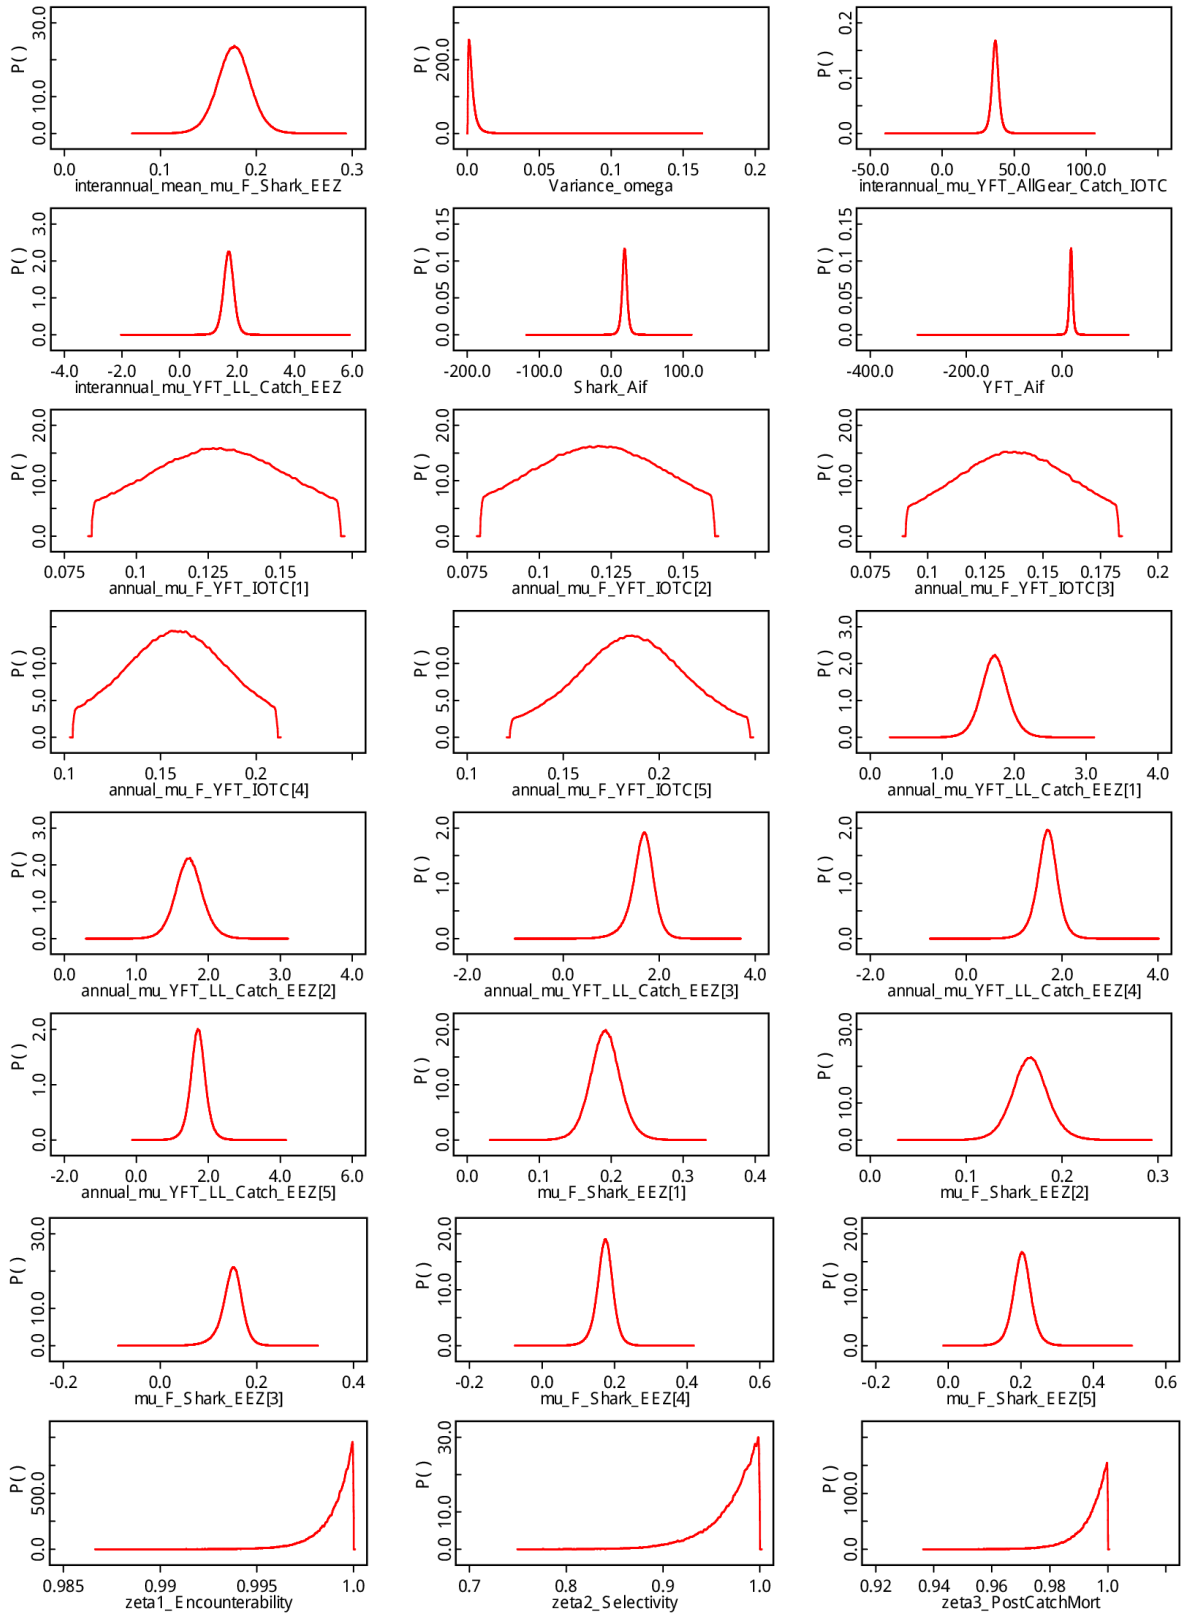 P( ) 30.0 10.0 0.0
0.0 0.1 0.2 0.3
interannual_mean_mu_F_Shark_EEZ
P( ) 200.0 0.0
0.0 0.05 0.1 0.15 0.2
Variance_omega
P( ) 0.2 0.1 0.0
-50.0 0.0 50.0 100.0
interannual_mu_YFT_AllGear_Catch_IOTC
P( ) 3.0 2.0 1.0 0.0
-4.0 -2.0 0.0 2.0 4.0 6.0
interannual_mu_YFT_LL_Catch_EEZ
P( ) 0.15 0.1 0.05 0.0
-200.0 -100.0 0.0 100.0
Shark_Aif
P( ) 0.15 0.1 0.05 0.0
-400.0 -200.0 0.0
YFT_Aif
P( ) 20.0 10.0 0.0
0.075 0.1 0.125 0.15
annual_mu_F_YFT_IOTC[1]
P( ) 20.0 10.0 0.0
0.075 0.1 0.125 0.15
annual_mu_F_YFT_IOTC[2]
P( ) 20.0 10.0 0.0
0.075 0.1 0.125 0.15 0.175 0.2
annual_mu_F_YFT_IOTC[3]
P( ) 10.0 5.0 0.0
0.1 0.15 0.2
annual_mu_F_YFT_IOTC[4]
P( ) 10.0 5.0 0.0
0.1 0.15 0.2
annual_mu_F_YFT_IOTC[5]
P( ) 3.0 2.0 1.0 0.0
0.0 1.0 2.0 3.0 4.0
annual_mu_YFT_LL_Catch_EEZ[1]
P( ) 3.0 2.0 1.0 0.0
0.0 1.0 2.0 3.0 4.0
annual_mu_YFT_LL_Catch_EEZ[2]
P( ) 2.0 1.0 0.0
-2.0 0.0 2.0 4.0
annual_mu_YFT_LL_Catch_EEZ[3]
P( ) 2.0 1.0 0.0
-2.0 0.0 2.0 4.0
annual_mu_YFT_LL_Catch_EEZ[4]
P( ) 2.0 1.0 0.0
-2.0 0.0 2.0 4.0 6.0
annual_mu_YFT_LL_Catch_EEZ[5]
P( ) 20.0 10.0 0.0
0.0 0.1 0.2 0.3 0.4
mu_F_Shark_EEZ[1]
P( ) 30.0 10.0 0.0
0.0 0.1 0.2 0.3
mu_F_Shark_EEZ[2]
P( ) 30.0 10.0 0.0
-0.2 0.0 0.2 0.4
mu_F_Shark_EEZ[3]
P( ) 20.0 10.0 0.0
-0.2 0.0 0.2 0.4 0.6
mu_F_Shark_EEZ[4]
P( ) 20.0 10.0 0.0
-0.2 0.0 0.2 0.4 0.6
mu_F_Shark_EEZ[5]
P( ) 500.0 0.0
0.985 0.99 0.995 1.0
zeta1_Encounterability
P( ) 30.0 10.0 0.0
0.7 0.8 0.9 1.0
zeta2_Selectivity
P( ) 100.0 0.0
0.92 0.94 0.96 0.98 1.0
zeta3_PostCatchMort